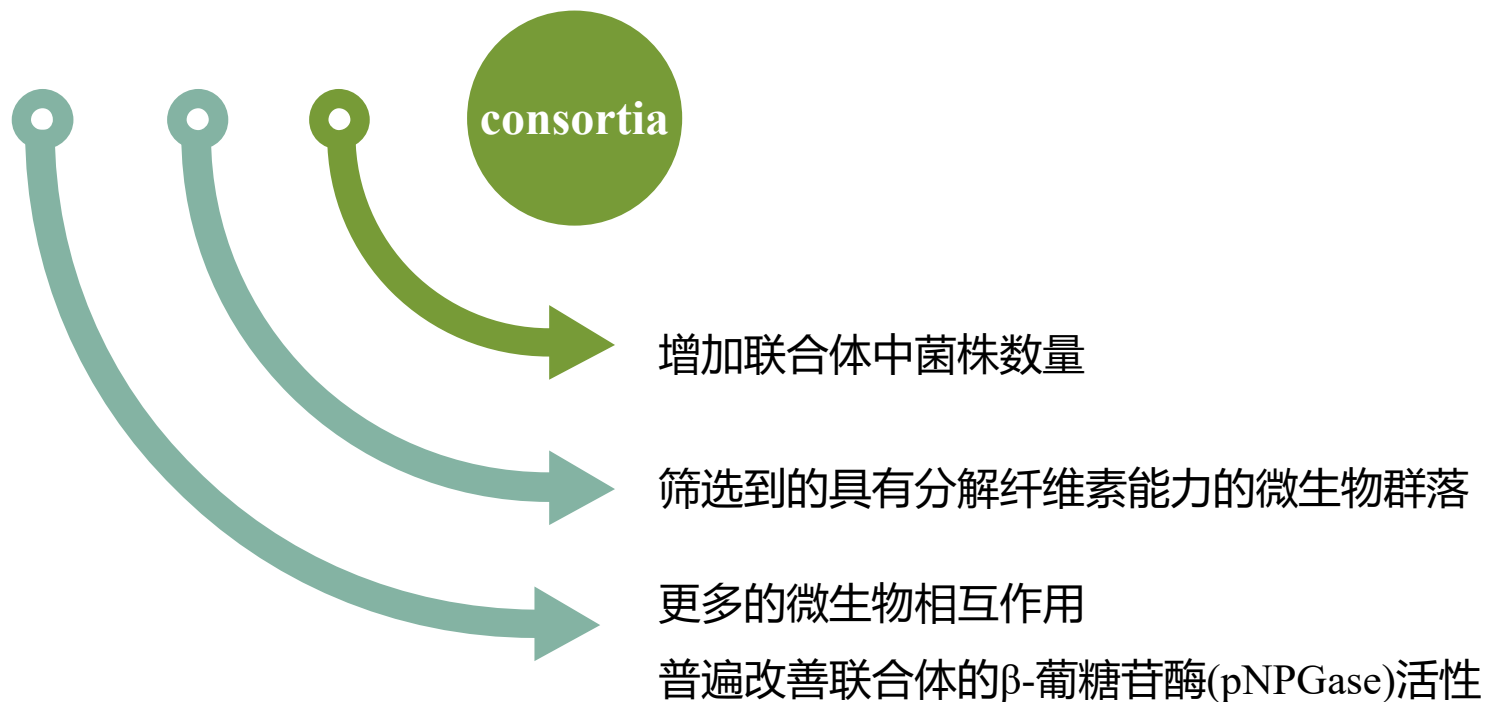 consortia
增加联合体中菌株数量
筛选到的具有分解纤维素能力的微生物群落
更多的微生物相互作用
普遍改善联合体的β-葡糖苷酶(pNPGase)活性